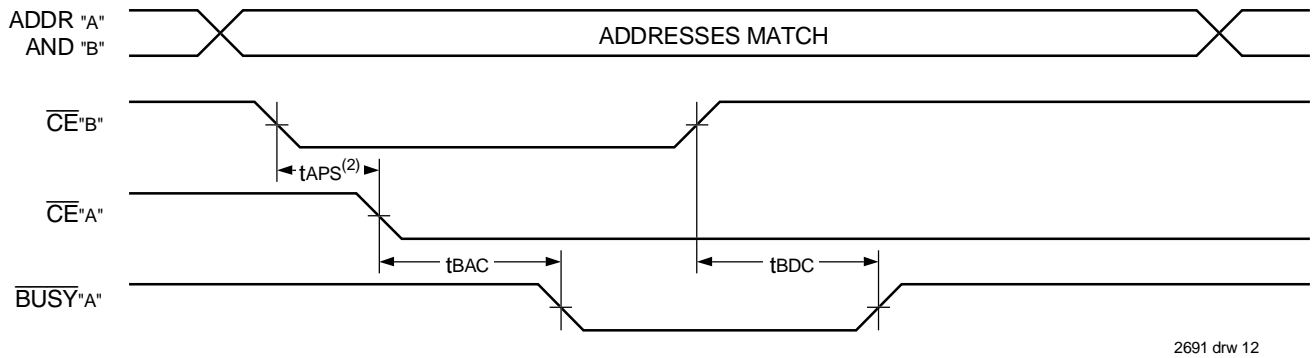 ADDR "A"
AND "B"
ADDRESSES MATCH
CE"B"
tAPS(2)
CE"A"
tBAC
tBDC
BUSY"A"
2691 drw 12